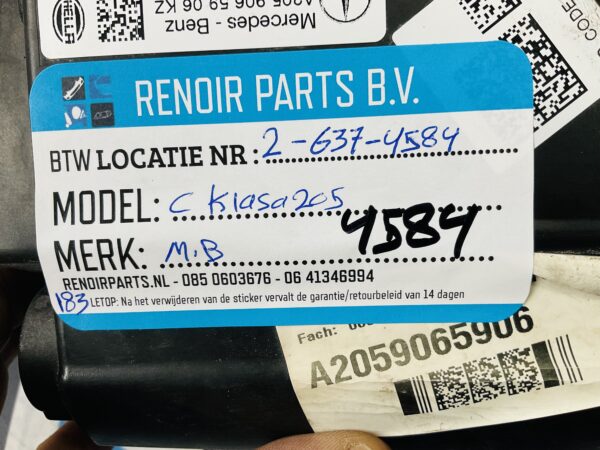 HELLA
A205 906 59 06 KZ
Mercedes - Benz
CODE
RENOIR PARTS B.V.
BTW LOCATIE NR : 2-637-4584
MODEL: C Klasa 205
4584
MERK: M.B
RENOIRPARTS.NL - 085 0603676 - 06 41346994
183 LETOP: Na het verwijderen van de sticker vervalt de garantie/retourbeleid van 14 dagen
Fach:
A2059065906